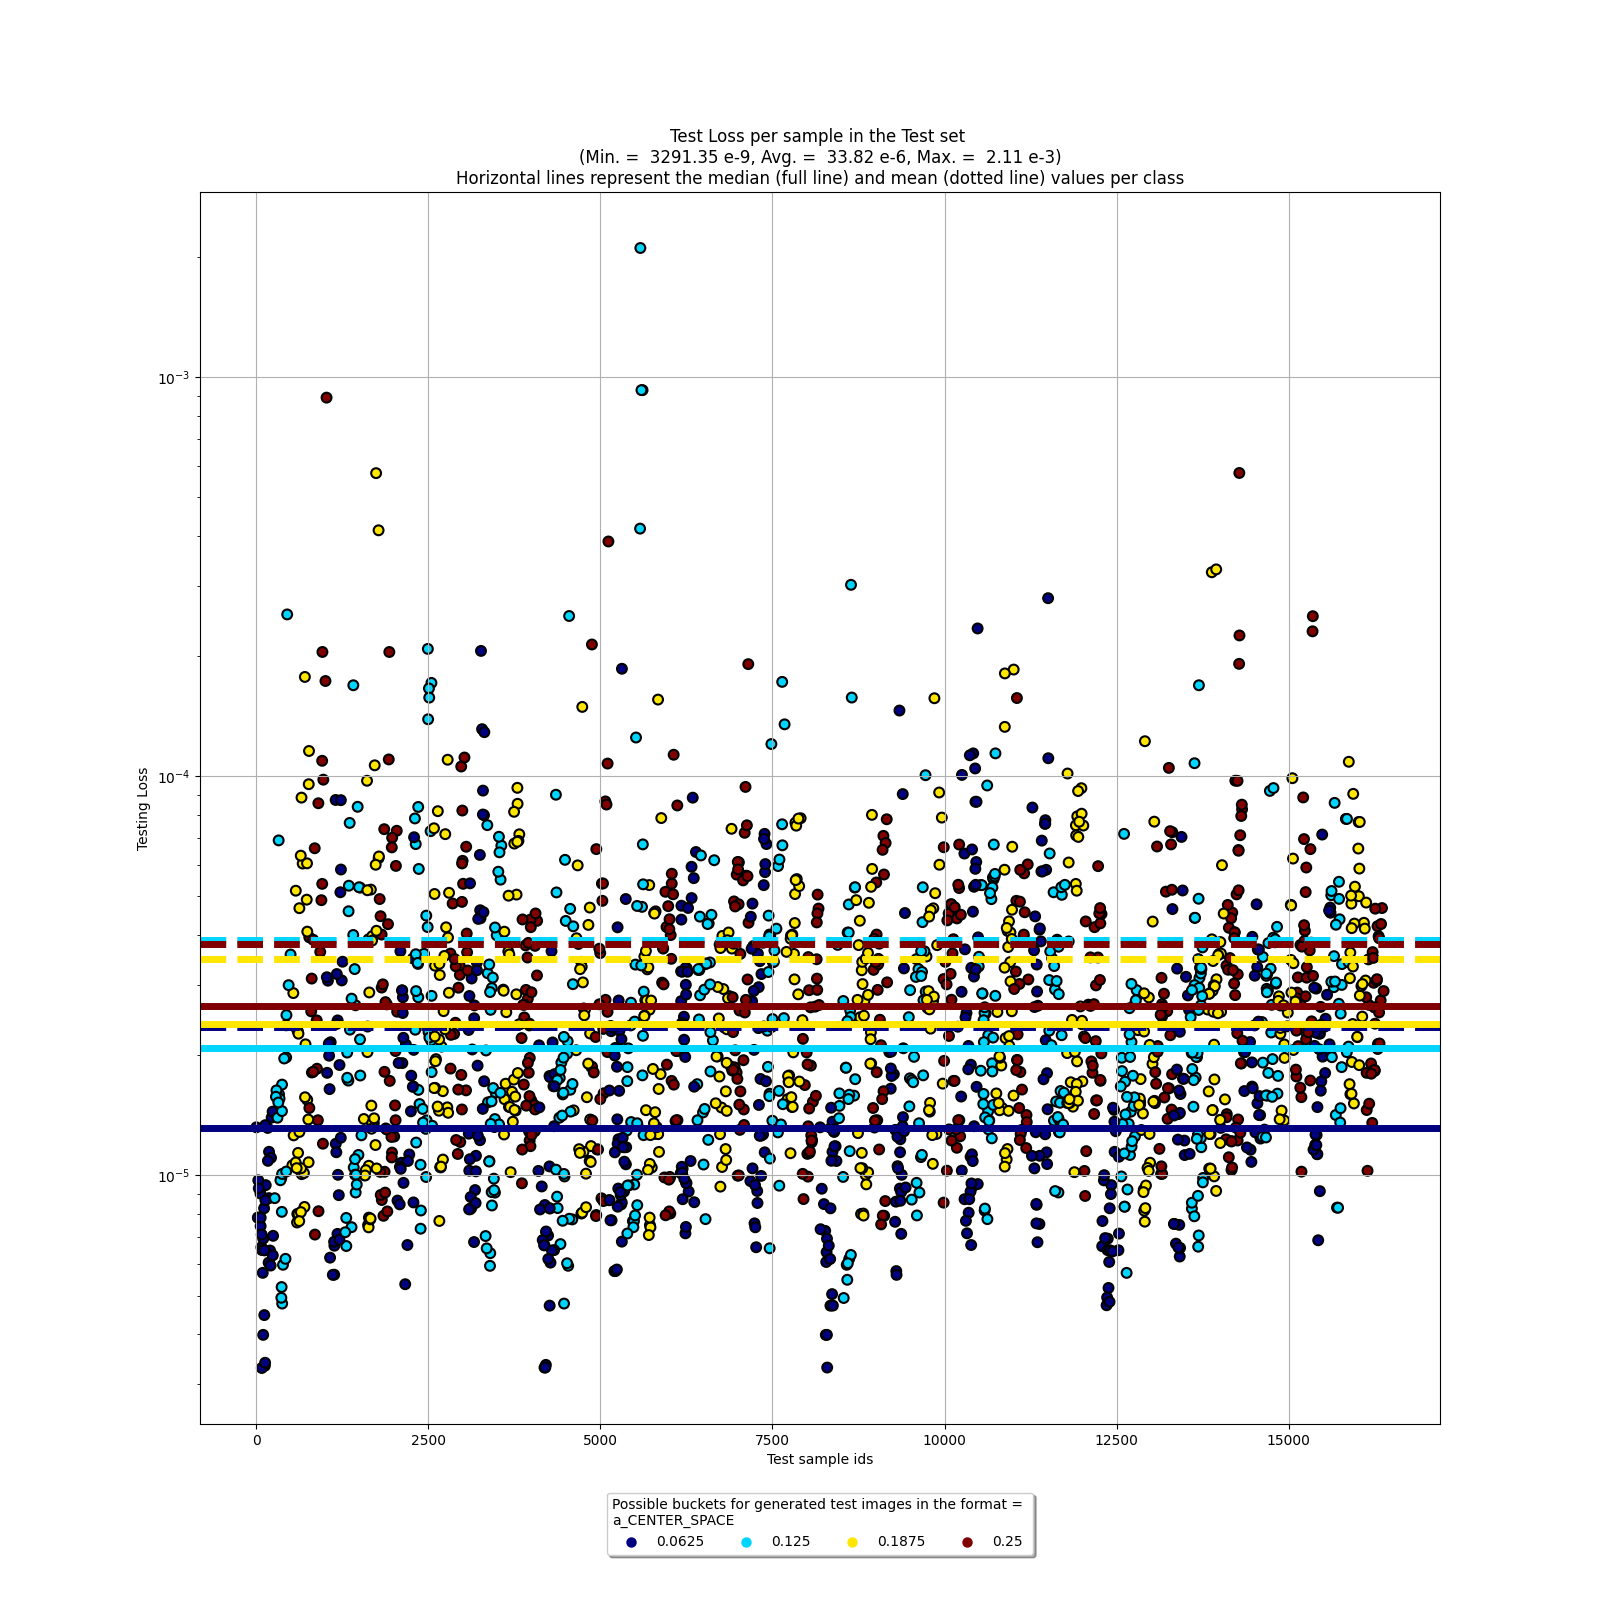 Test Loss per sample in the Test set
(Min. = 3291.35 e-9, Avg. = 33.82 e-6, Max. = 2.11 e-3)
Horizontal lines represent the median (full line) and mean (dotted line) values per class
Testing Loss
10⁻³
10⁻⁴
10⁻⁵
0 2500 5000 7500 10000 12500 15000
Test sample ids
Possible buckets for generated test images in the format =
a_CENTER_SPACE
0.0625 0.125 0.1875 0.25